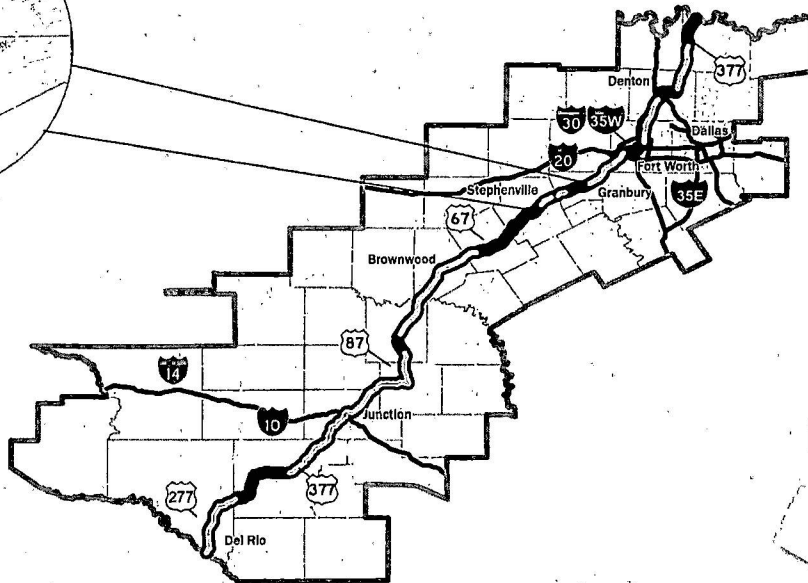 377
Denton
30
35W
Dallas
20
Fort Worth
Stephenville
Granbury
35E
67
Brownwood
87
14
Junction
10
277
377
Del Rio